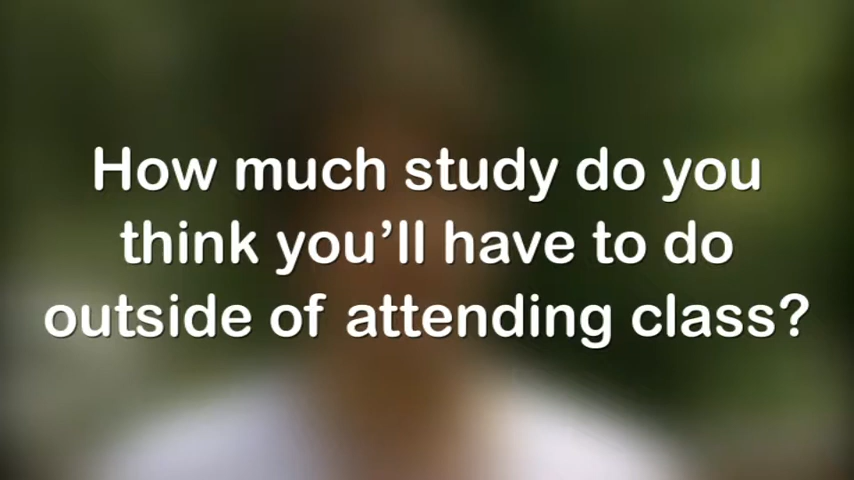 How much study do you
think you’ll have to do
outside of attending class?